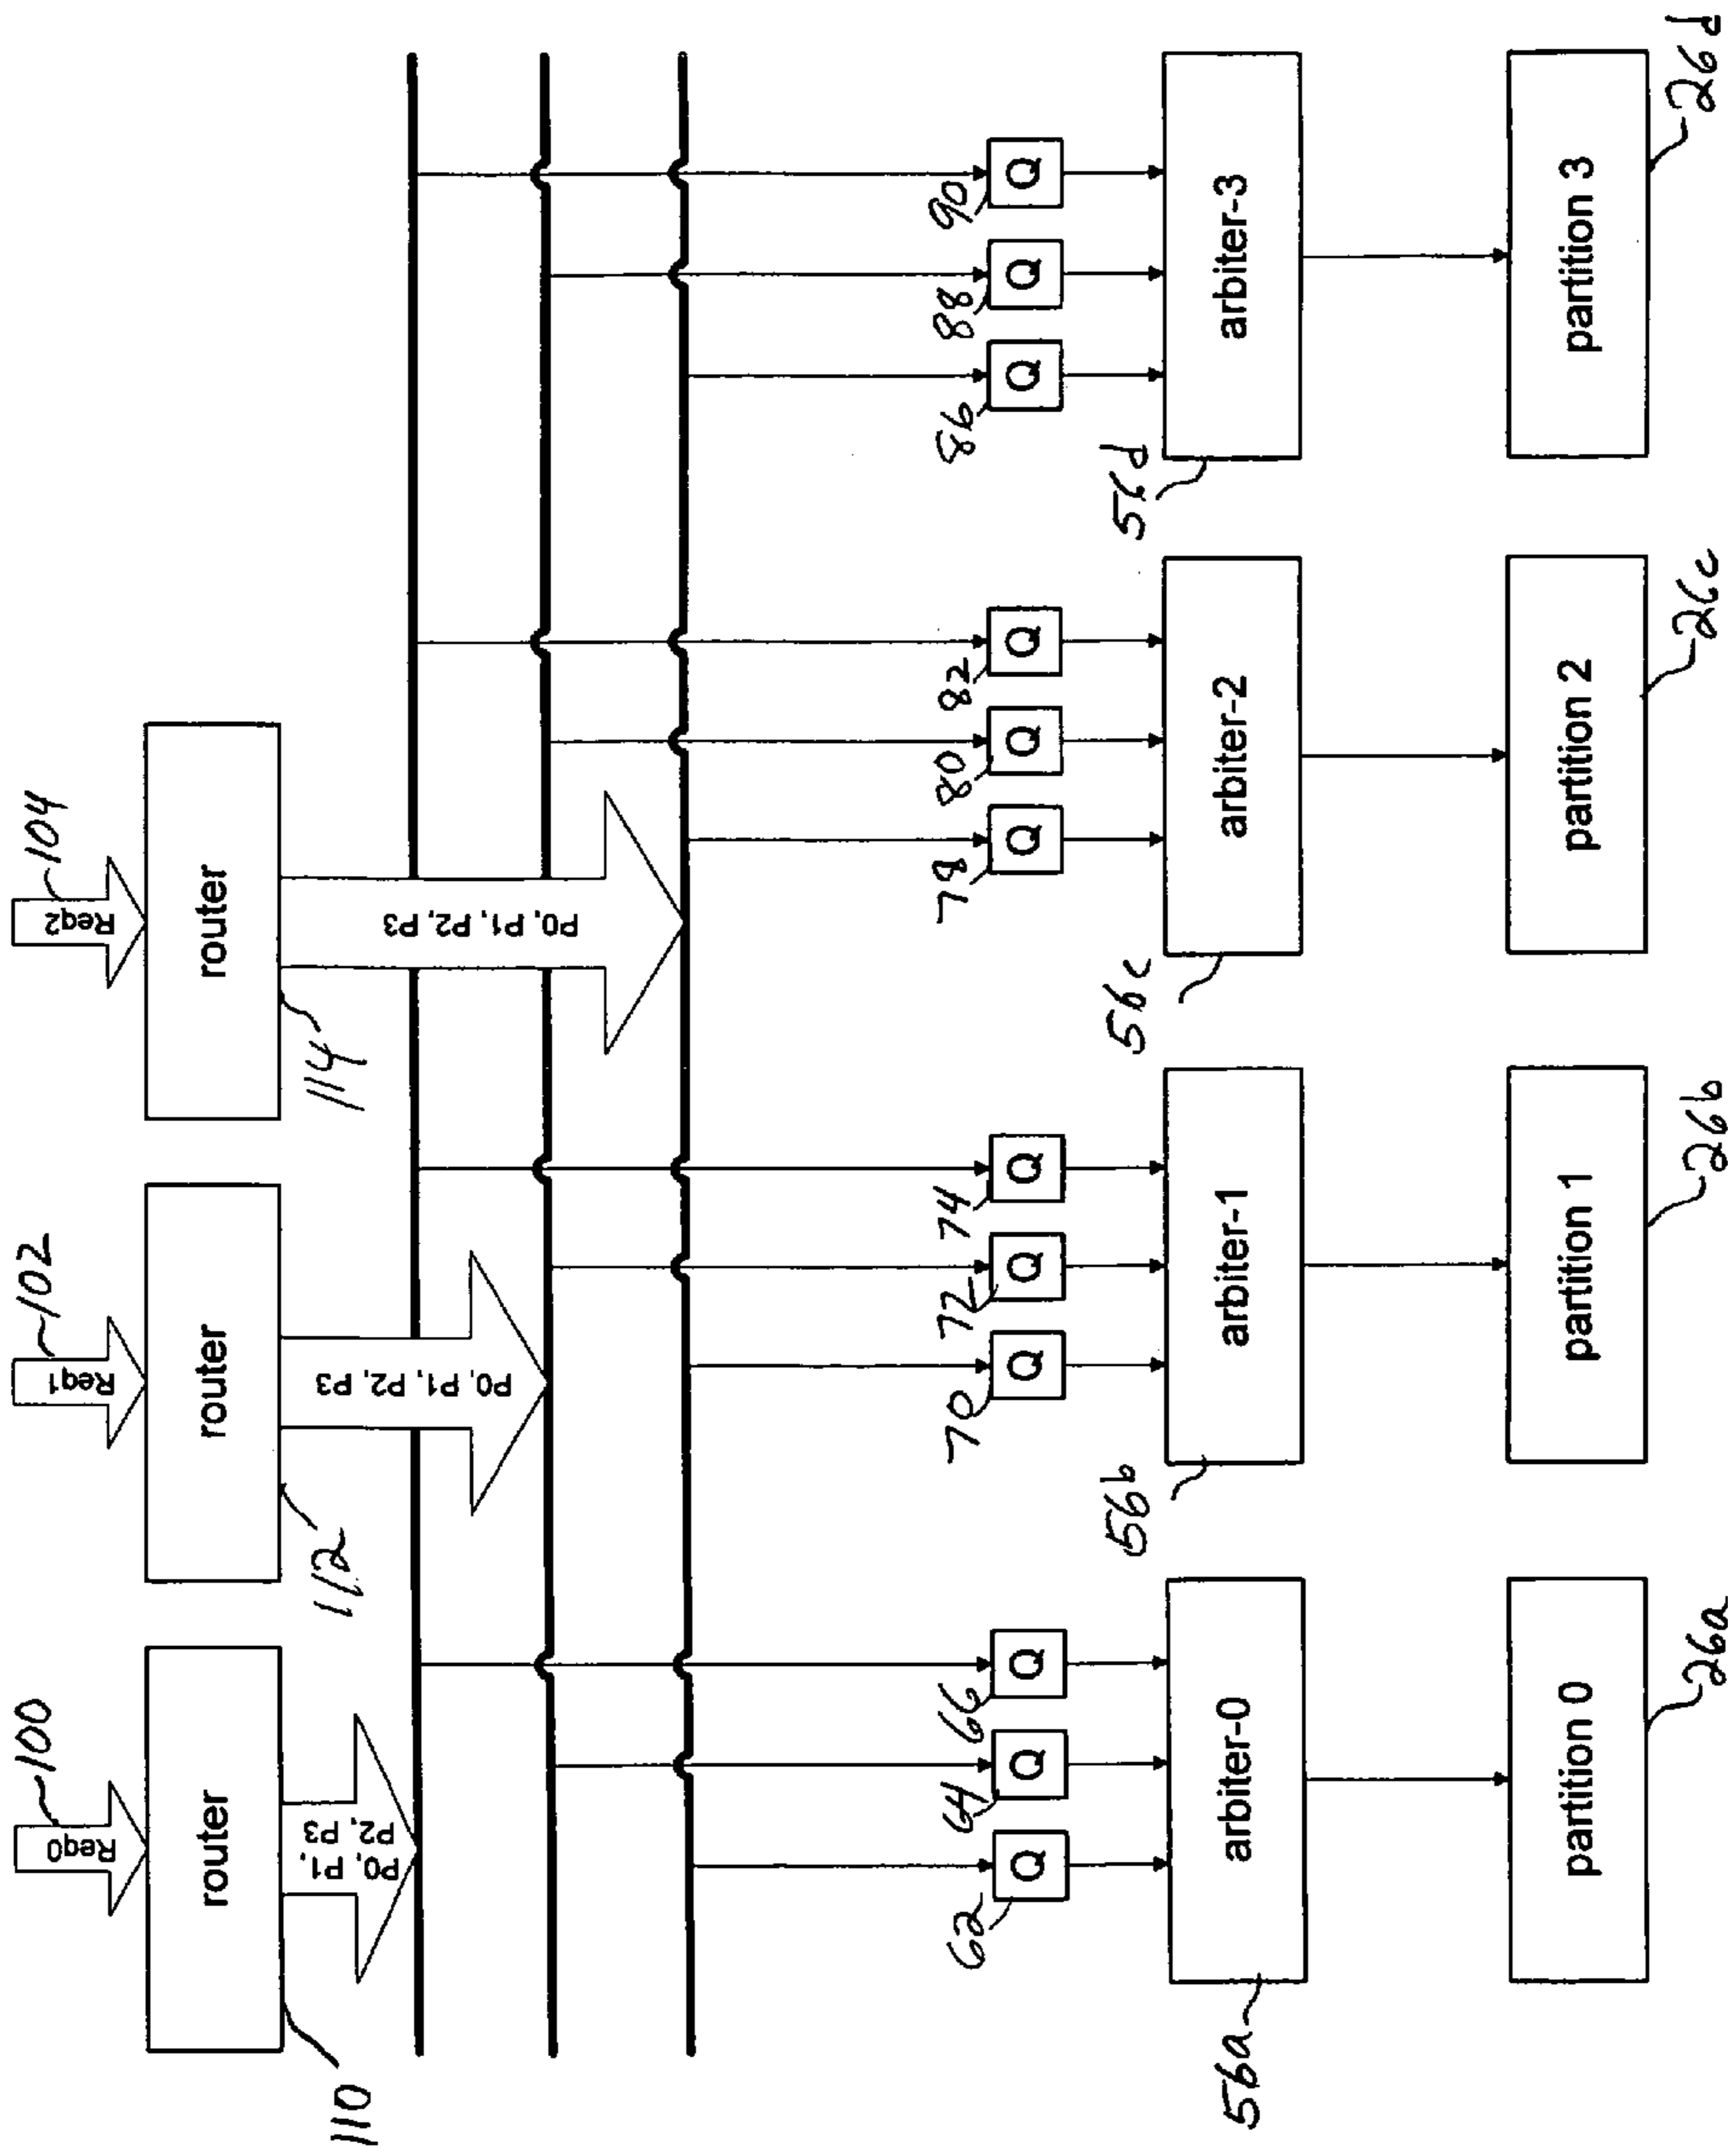 100
102
104
Req0
Req1
Req2
router
router
router
110
112
114
P0, P1,
P2, P3
P0, P1, P2, P3
P0, P1, P2, P3
62
64
66
70
72
74
78
80
82
86
88
90
Q
Q
Q
Q
Q
Q
Q
Q
Q
Q
Q
Q
56a
56b
56c
56d
arbiter-0
arbiter-1
arbiter-2
arbiter-3
partition 0
partition 1
partition 2
partition 3
26a
26b
26c
26d